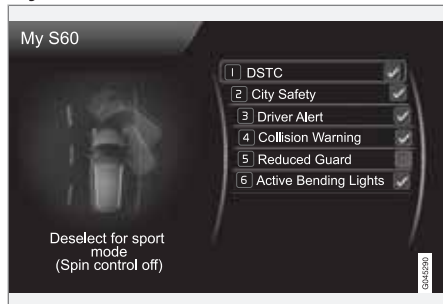 My S60
1 DSTC
2 City Safety
3 Driver Alert
4 Collision Warning
5 Reduced Guard
6 Active Bending Lights
Deselect for sport
mode
(Spin control off)
G045290